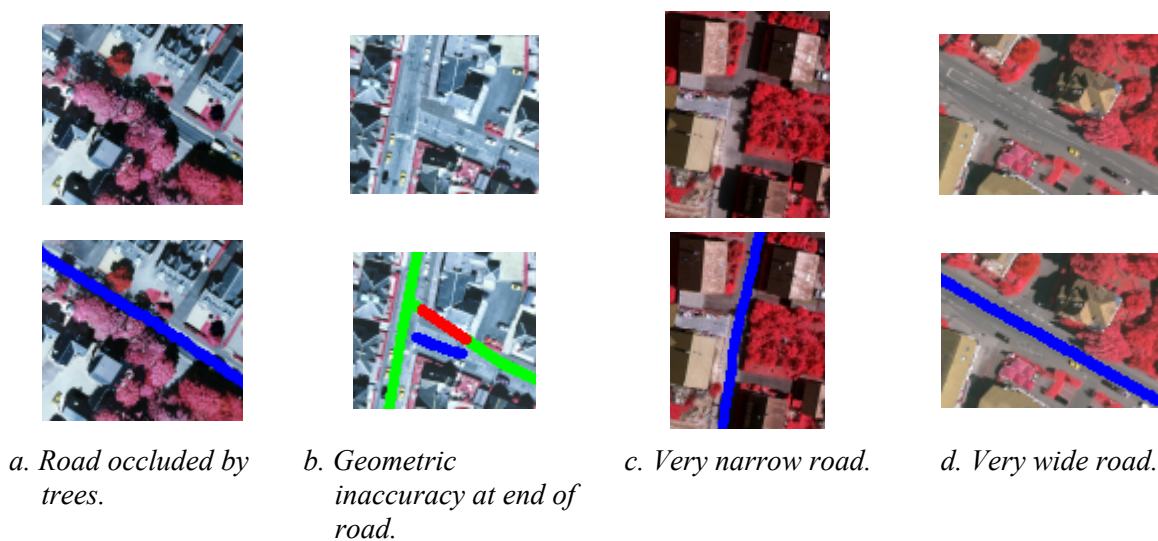 a. Road occluded by
trees.
b. Geometric
inaccuracy at end of
road.
c. Very narrow road.
d. Very wide road.